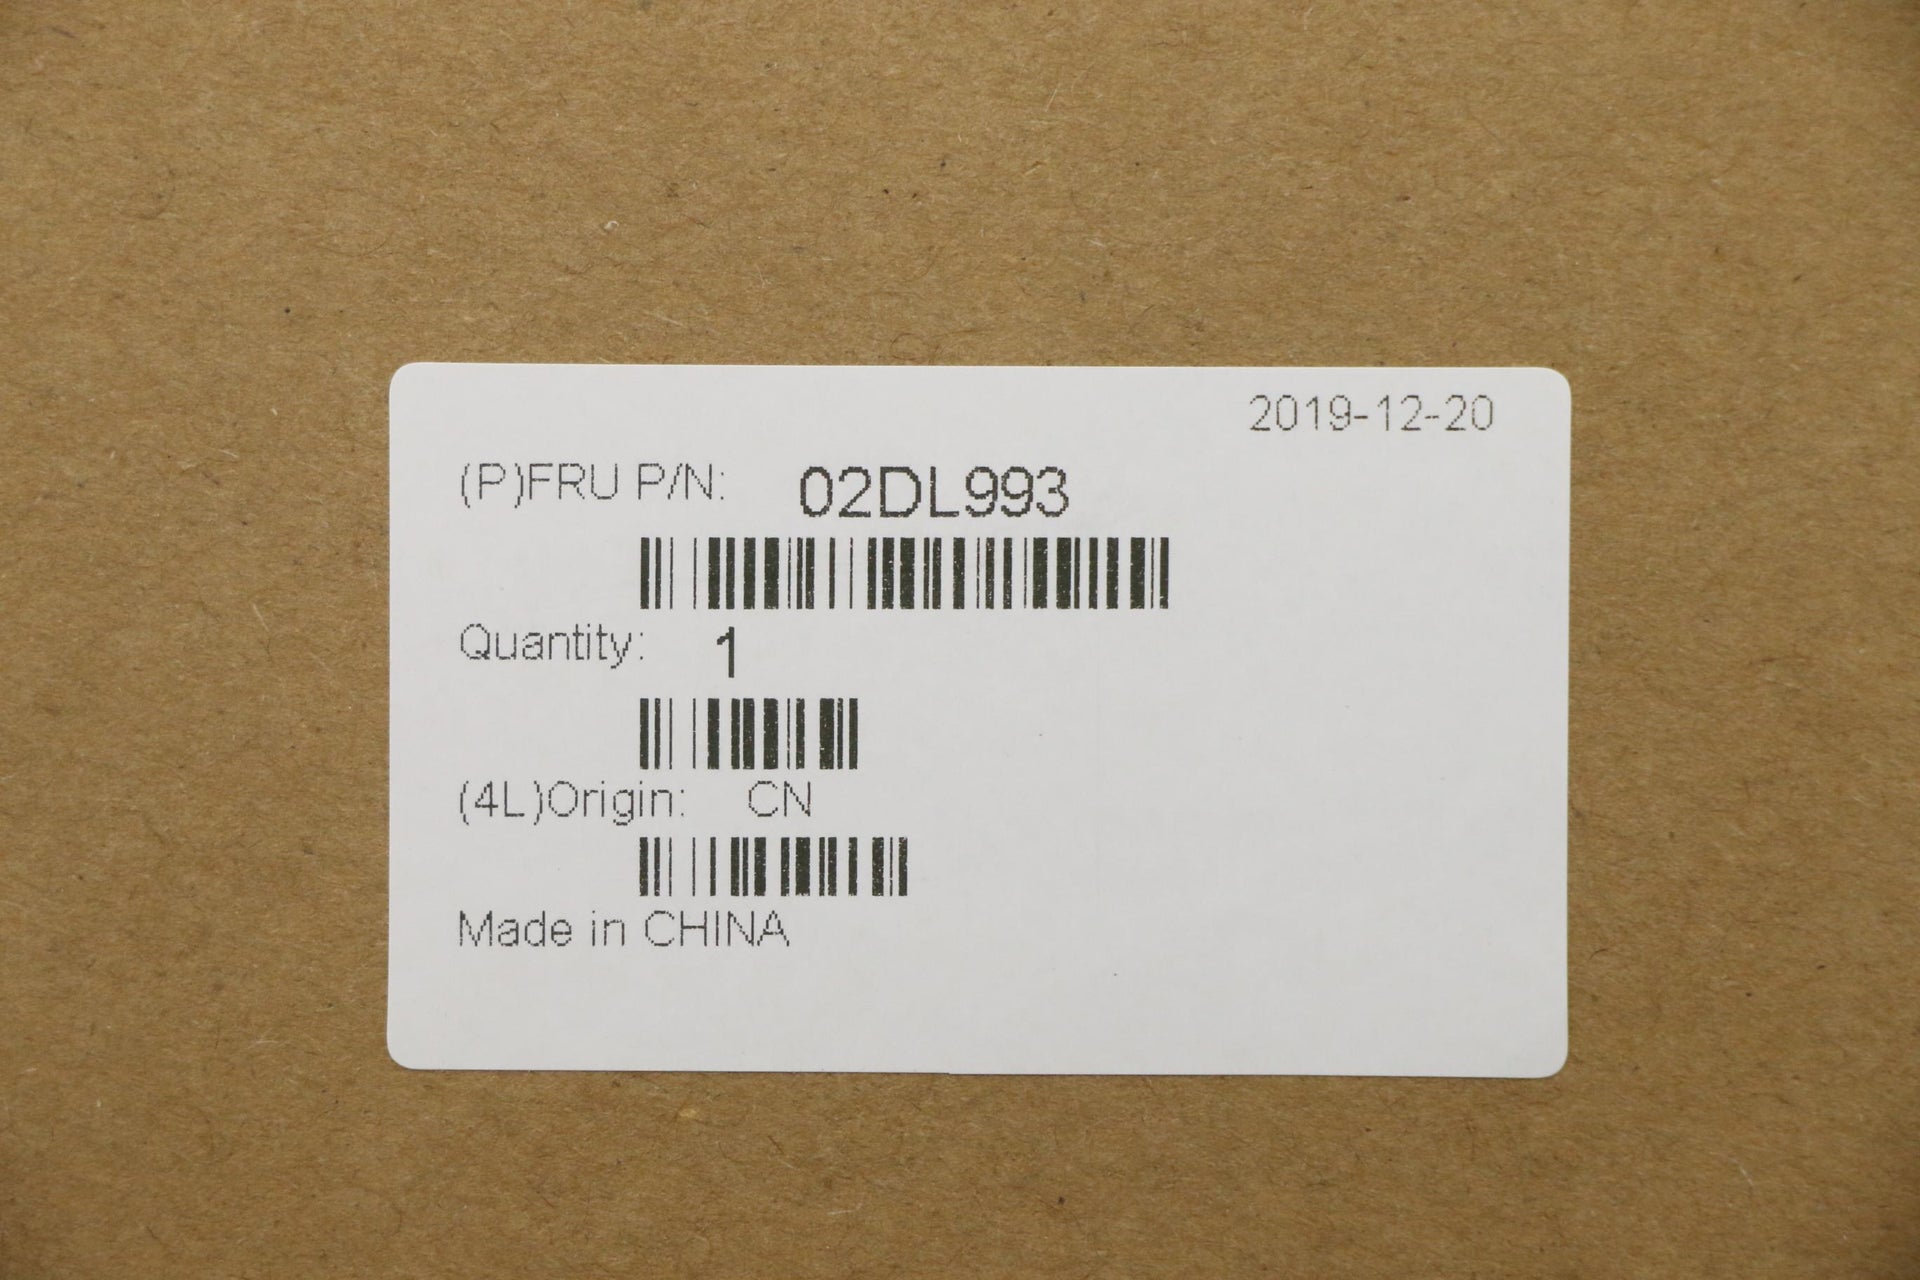 2019-12-20
(P)FRU P/N: 02DL993
Quantity: 1
(4L)Origin: CN
Made in CHINA